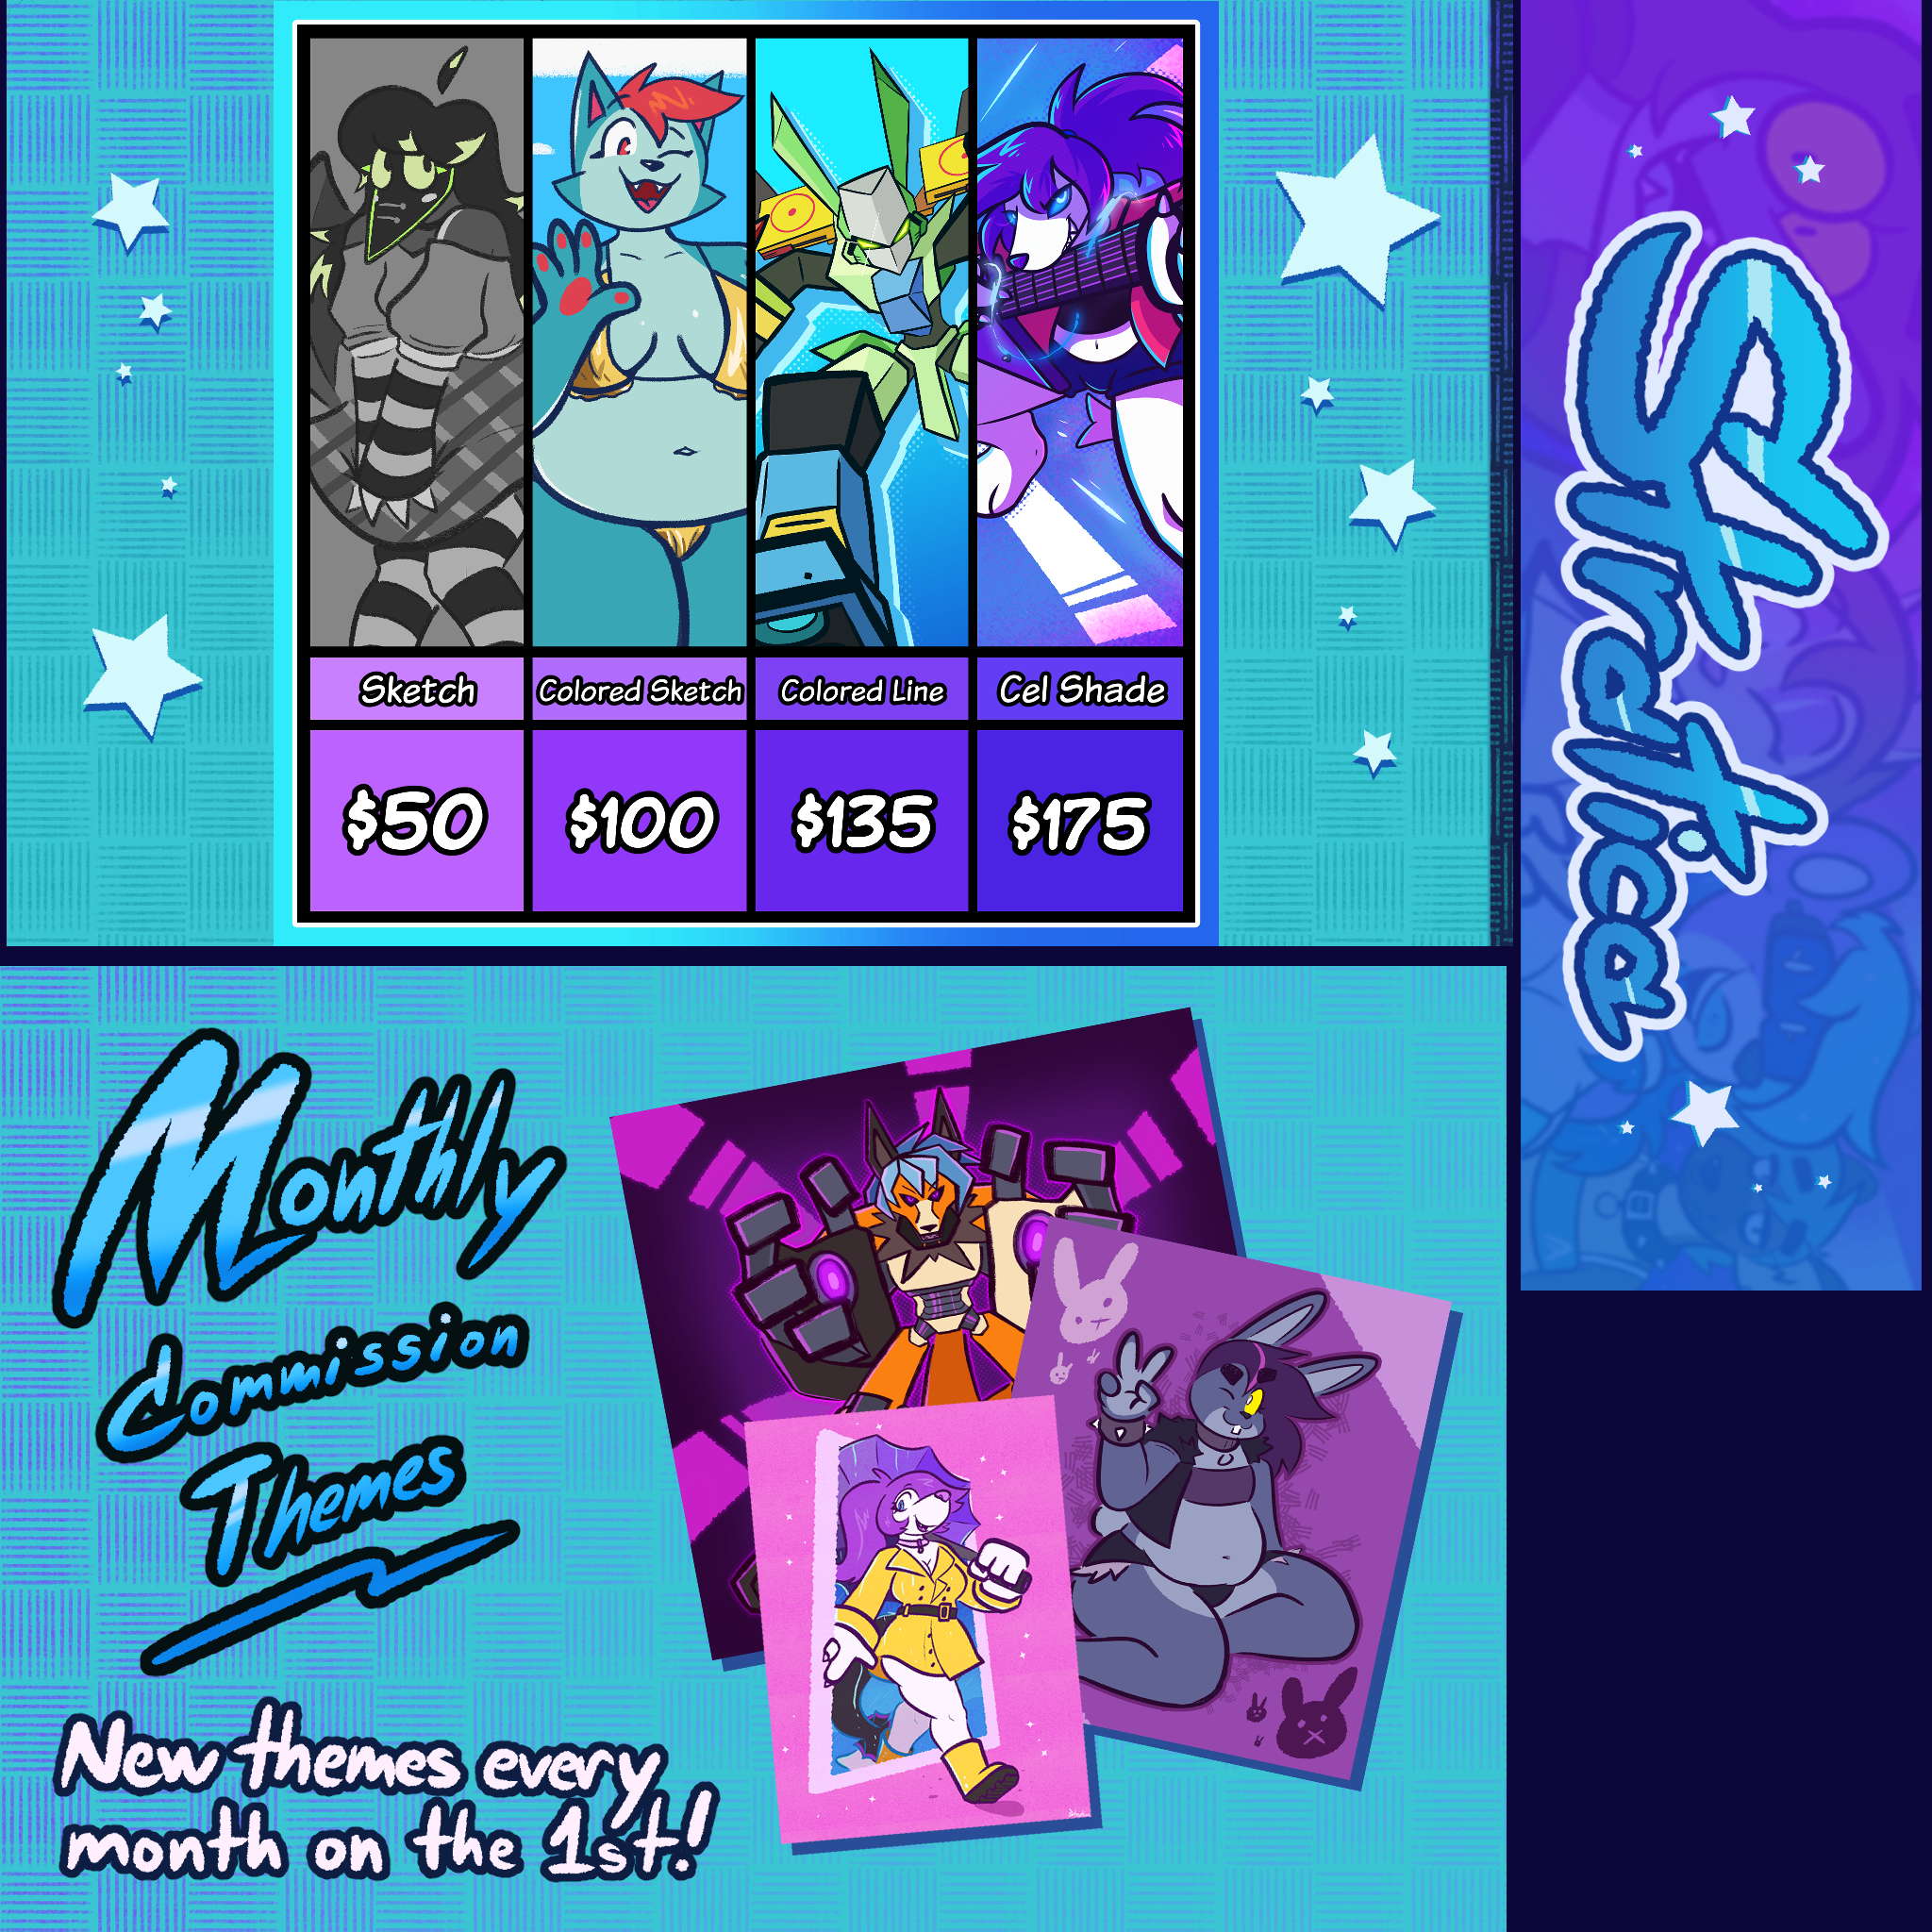 Sketch
Colored Sketch
Colored Line
Cel Shade
$50
$100
$135
$175
Monthly
Commission
Themes
New themes every
month on the 1st!